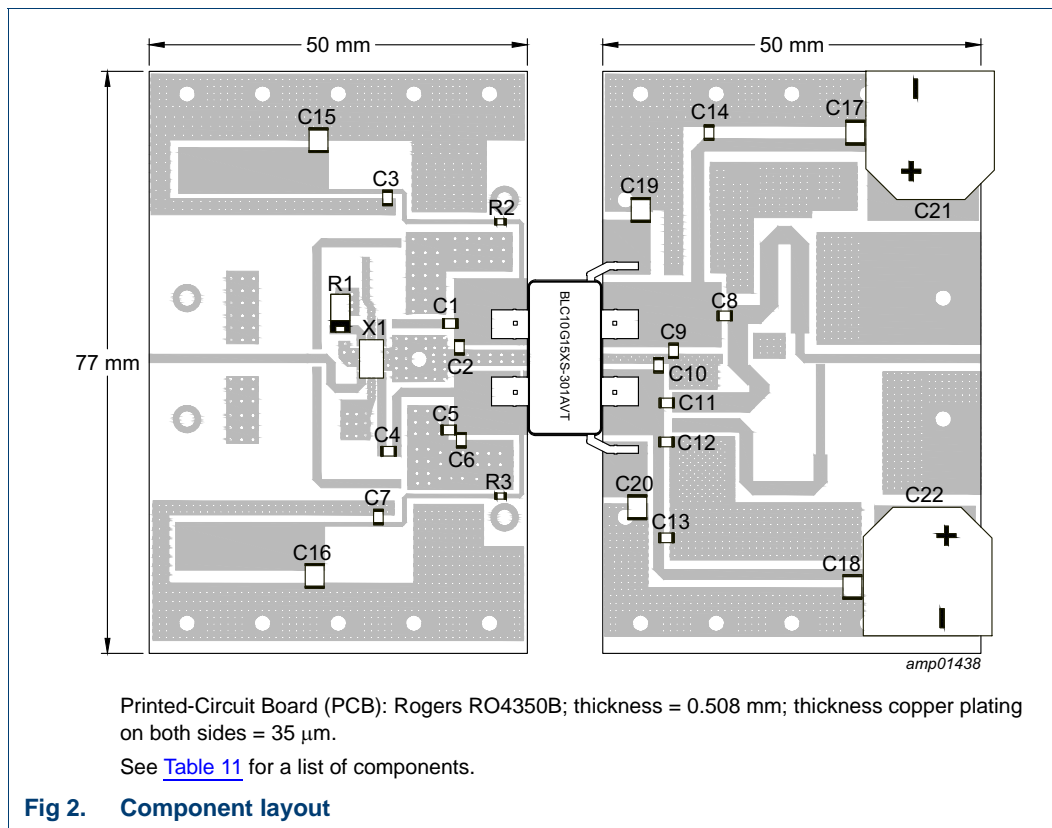 50 mm
50 mm
77 mm
C15
C3
R2
R1
X1
C1
C2
C5
C6
C4
C7
R3
C16
BLC10G15XS-301AVT
C14
C17
−
+
C21
C19
C8
C9
C10
C11
C12
C20
C13
C22
+
C18
−
amp01438
Printed-Circuit Board (PCB): Rogers RO4350B; thickness = 0.508 mm; thickness copper plating
on both sides = 35 μm.
See Table 11 for a list of components.
Fig 2. Component layout